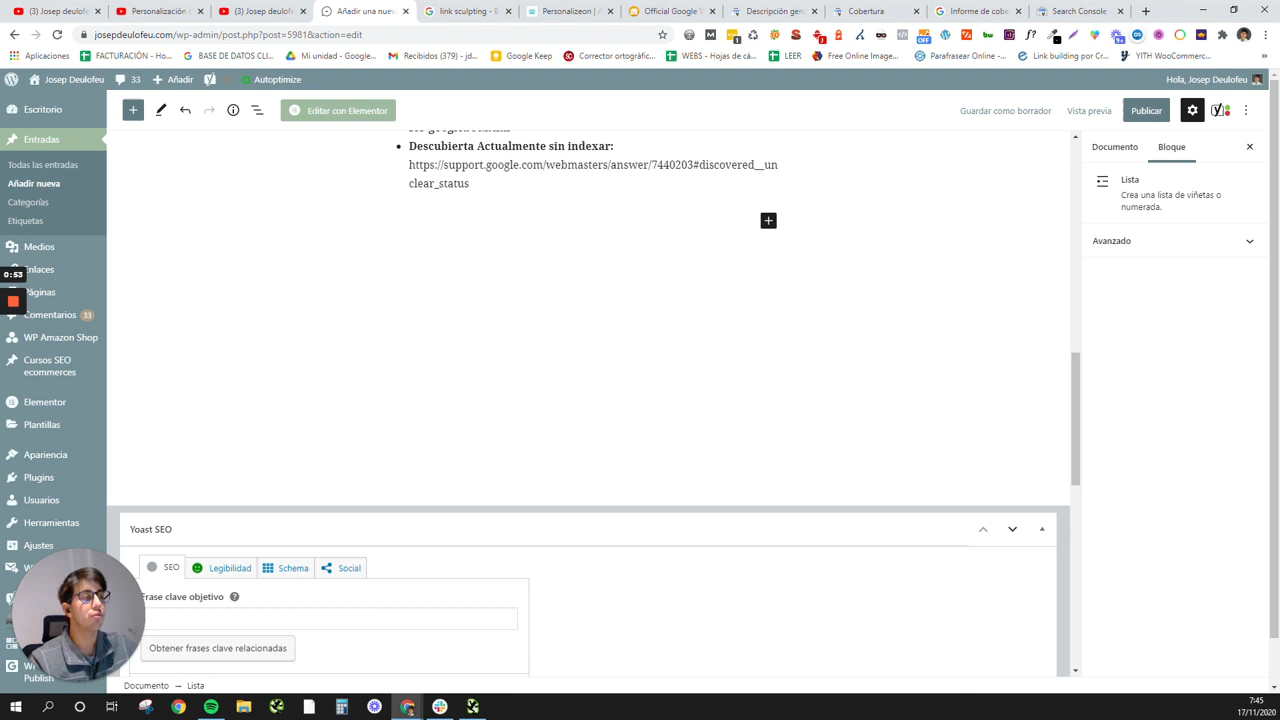 (3) Josep deulofeu.c
Personalización c
(3) Josep deulofeu
Añadir una nueva
link sculpting - B
Personalizeon | A
Official Google W
Descripción gene
Cobertura
Informe de cobe
Search Console -
josepdeulofeu.com/wp-admin/post.php?post=5981&action=edit
Aplicaciones
FACTURACIÓN - Ho...
BASE DE DATOS CLI...
Mi unidad - Googl...
Recibidos (379) - jd...
Google Keep
Corrector ortográfic...
WEBS - Hojas de cá...
LEER
Free Online Image...
Parafrasear Online -...
Link building por Cr...
YITH WooCommerc...
Josep Deulofeu
33
Añadir
Autoptimize
Hola, Josep Deulofeu
Escritorio
Editar con Elementor
Guardar como borrador
Vista previa
Publicar
Entradas
Todas las entradas
Añadir nueva
Categorías
Etiquetas
Medios
Enlaces
Páginas
Comentarios 33
WP Amazon Shop
Cursos SEO
ecommerces
Elementor
Plantillas
Apariencia
Plugins
Usuarios
Herramientas
Ajustes
Publish
0:53
Descubierta Actualmente sin indexar:
https://support.google.com/webmasters/answer/7440203#discovered__un
clear_status
Documento
Bloque
Lista
Crea una lista de viñetas o
numerada.
Avanzado
Yoast SEO
SEO
Legibilidad
Schema
Social
Frase clave objetivo
Obtener frases clave relacionadas
Documento → Lista
7:45
17/11/2020